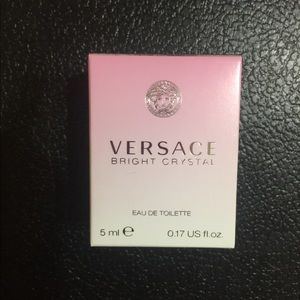 VERSACE
BRIGHT CRYSTAL
EAU DE TOILETTE
5 ml ℮ 0.17 US fl.oz.